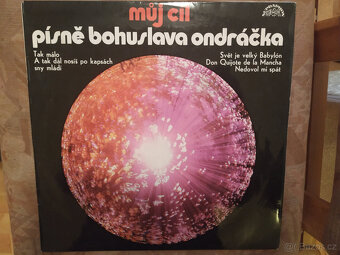 můj cíl
písně bohuslava ondráčka
Tak málo
A tak dál nosíš po kapsách
sny mládí
Svět je velký Babylón
Don Quijote de la Mancha
Nedovol mi spát